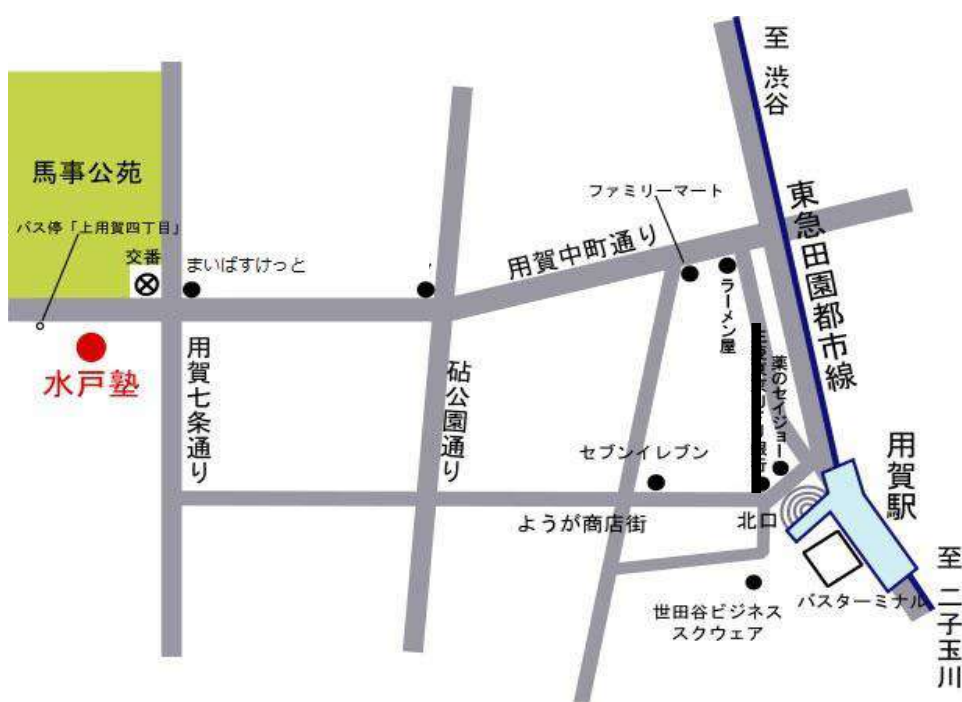 至 渋谷
馬事公苑
バス停「上用賀四丁目」
交番
まいばすけっと
ファミリーマート
用賀中町通り
東急田園都市線
ラーメン屋
薬のセイジョー
水戸塾
用賀七条通り
砧公園通り
セブンイレブン
用賀駅
ようが商店街
北口
バスターミナル
世田谷ビジネス
スクウェア
至 二子玉川